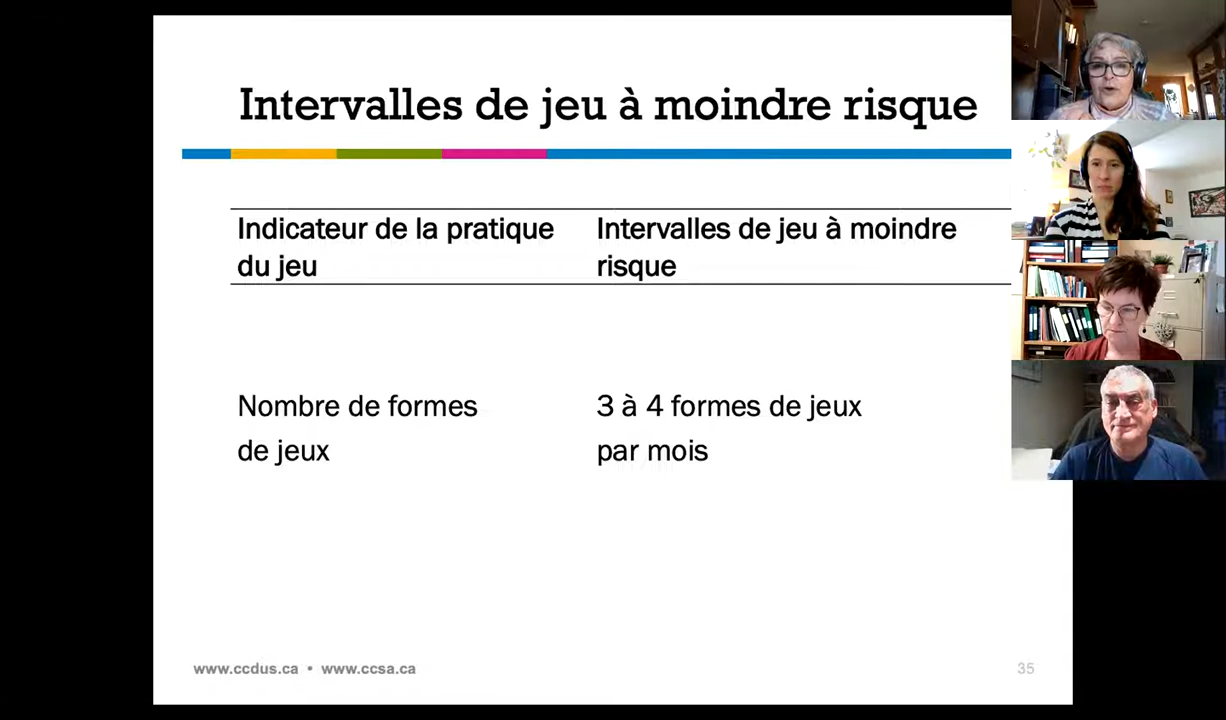 Intervalles de jeu à moindre risque
Indicateur de la pratique
du jeu
Intervalles de jeu à moindre
risque
Nombre de formes
de jeux
3 à 4 formes de jeux
par mois
www.ccdus.ca • www.ccsa.ca
35